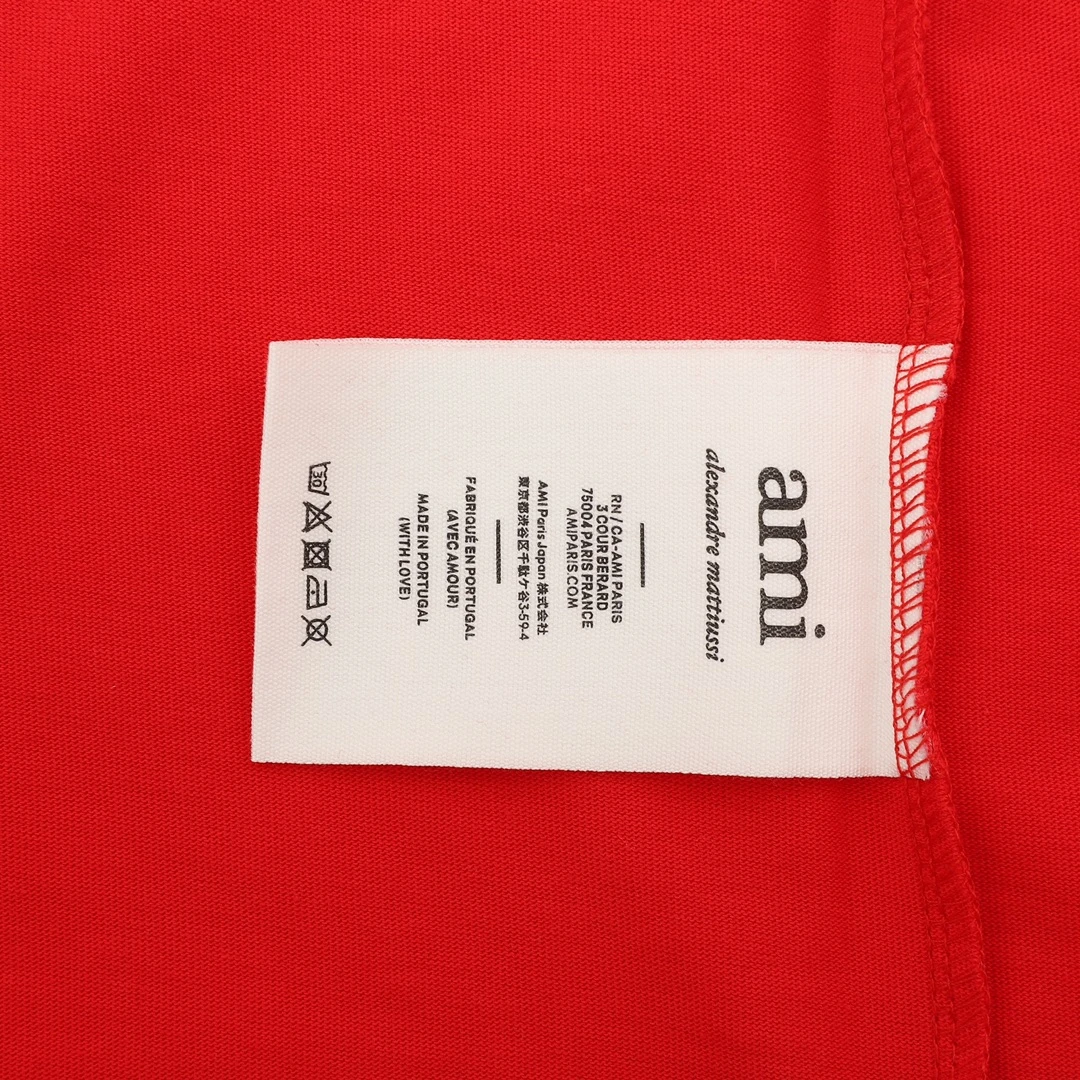 ami
alexandre mattiussi
RN / CA-AMI PARIS
3 COUR BERARD
75004 PARIS FRANCE
AMIPARIS.COM
AMI Paris Japan 株式会社
東京都渋谷区千駄ケ谷3-59-4
FABRIQUÉ EN PORTUGAL
(AVEC AMOUR)
MADE IN PORTUGAL
(WITH LOVE)
30